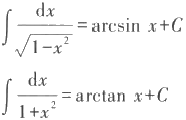 ∫ dx/√(1-x²) = arcsin x+C
∫ dx/(1+x²) = arctan x+C